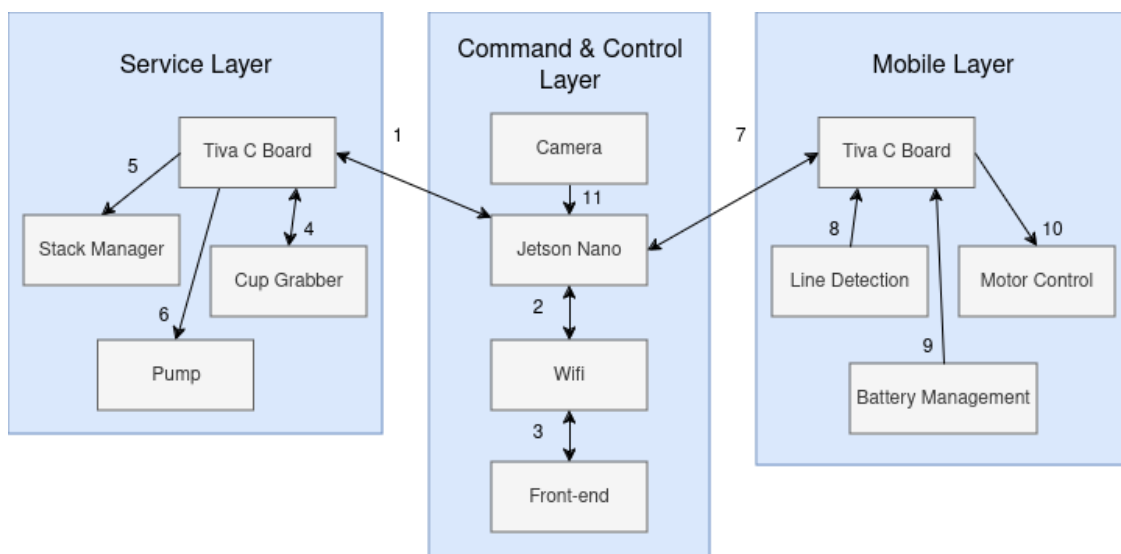 Service Layer
Tiva C Board
5
Stack Manager
4
Cup Grabber
6
Pump
1
Command & Control
Layer
Camera
11
Jetson Nano
2
Wifi
3
Front-end
7
Mobile Layer
Tiva C Board
8
10
Line Detection
Motor Control
9
Battery Management